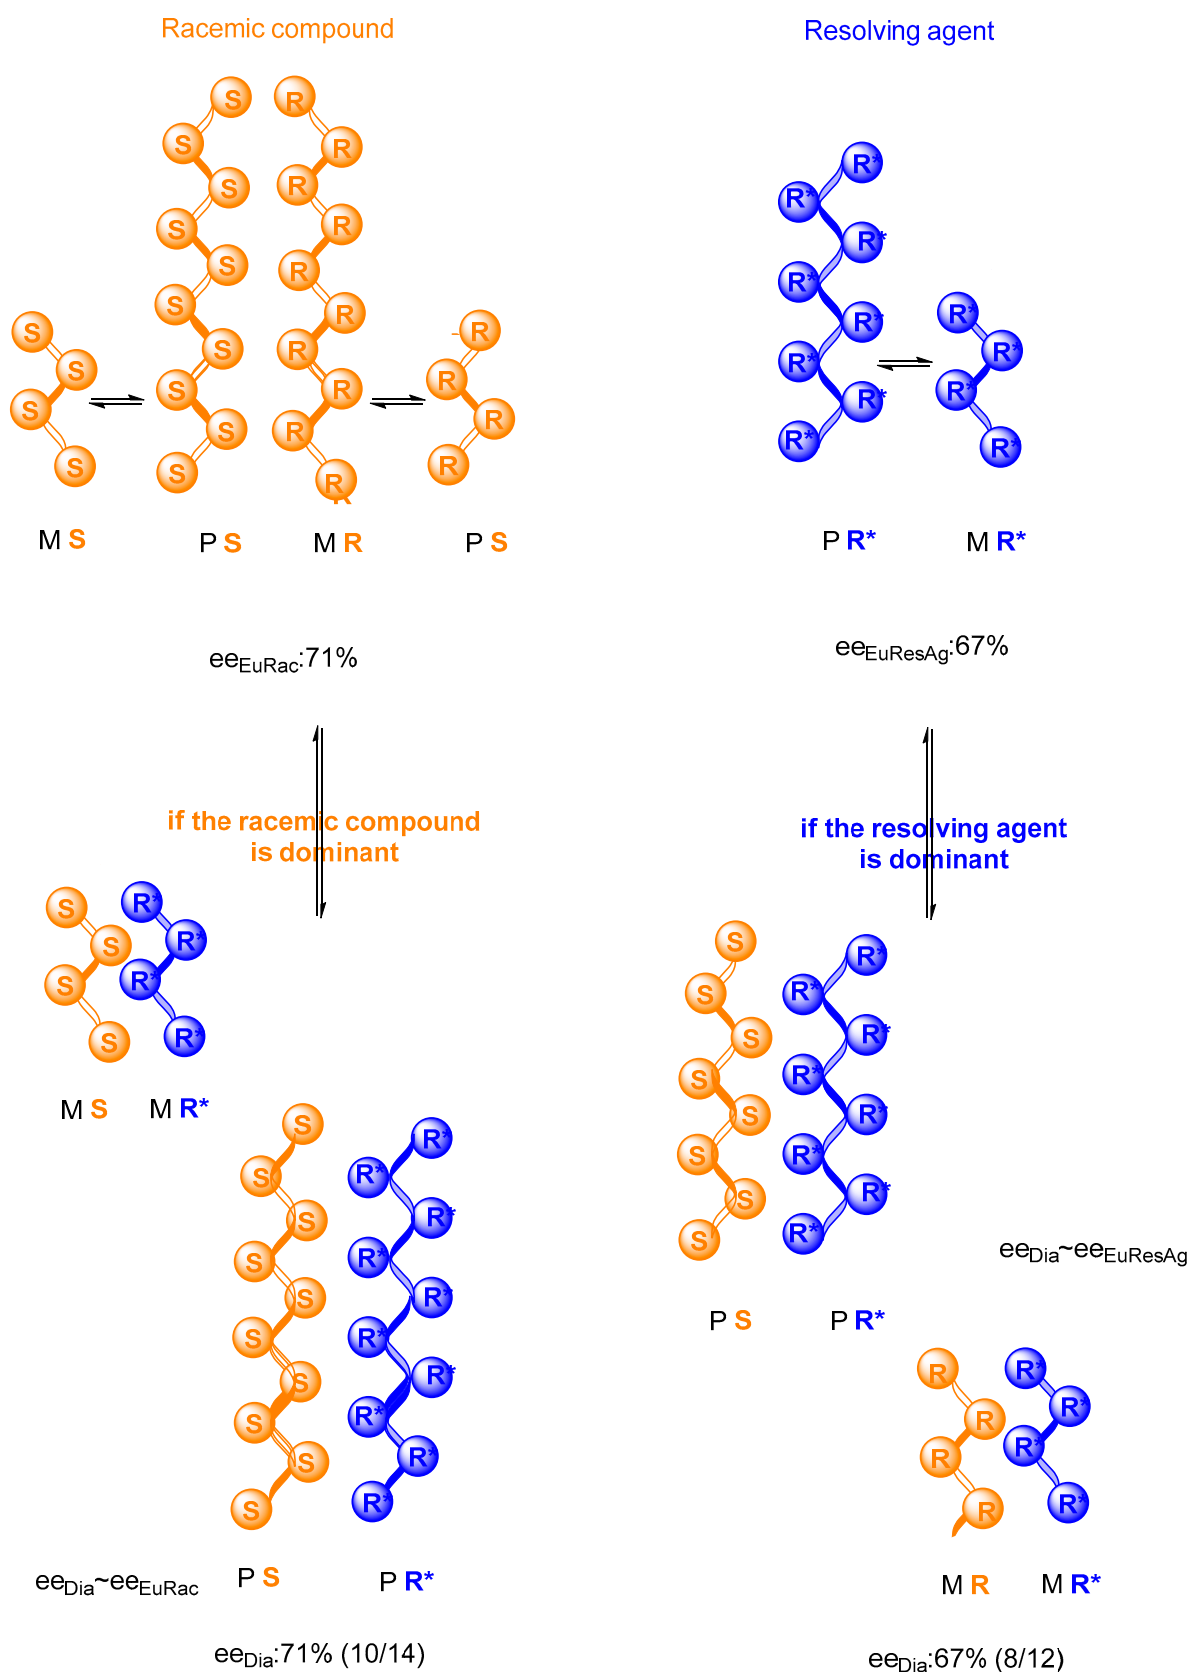 Racemic compound
Resolving agent
S
R
S
R
S
R
S
R
S
R
S
R
S
R
S
R
S
R
S
R
S
S
S
S
R
R
R
R
R*
R*
R*
R*
R*
R*
R*
R*
R*
R*
R*
R*
M S
P S
M R
P S
P R*
M R*
ee_EuRac:71%
ee_EuResAg:67%
if the racemic compound
is dominant
if the resolving agent
is dominant
S
S
S
S
R*
R*
R*
R*
M S
M R*
S
S
S
S
S
S
S
S
S
S
R*
R*
R*
R*
R*
R*
R*
R*
R*
R*
ee_Dia~ee_EuRac
P S
P R*
ee_Dia:71% (10/14)
S
S
S
S
S
S
S
S
R*
R*
R*
R*
R*
R*
R*
R*
ee_Dia~ee_EuResAg
P S
P R*
R
R
R
R
R*
R*
R*
R*
M R
M R*
ee_Dia:67% (8/12)